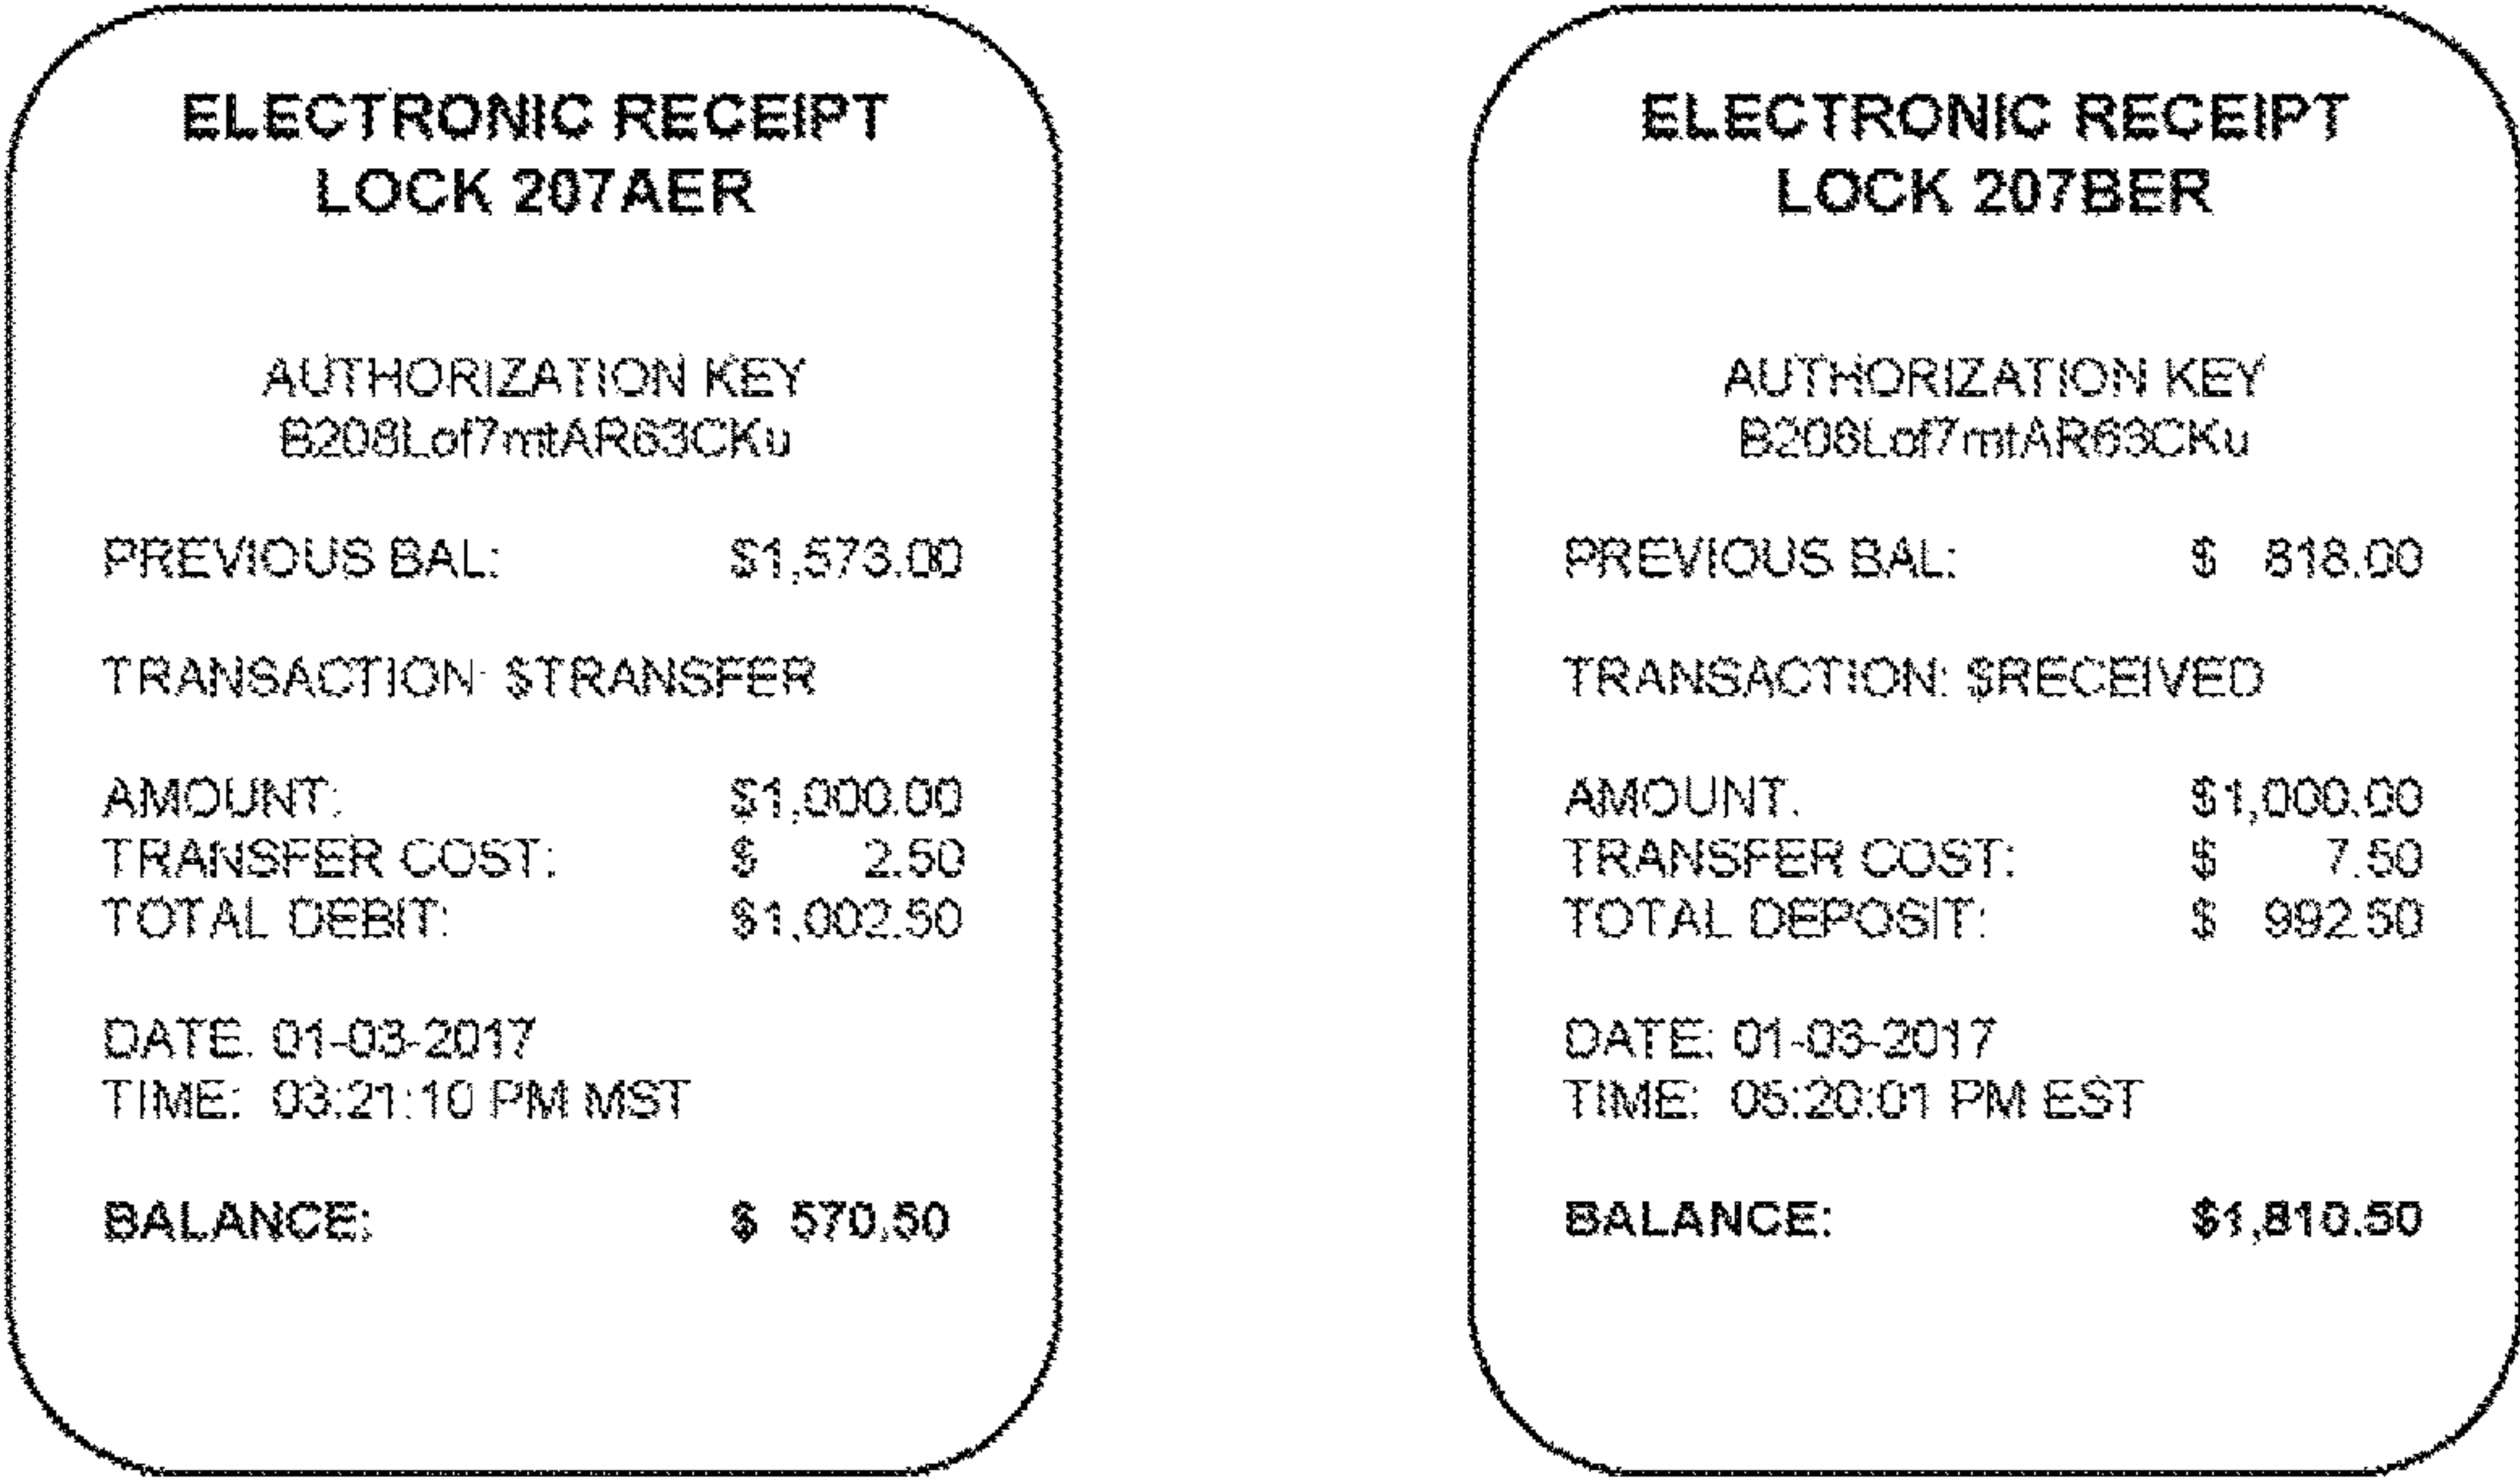 ELECTRONIC RECEIPT
LOCK 207AER
AUTHORIZATION KEY
B208Lof7mtAR63CKu
PREVIOUS BAL: $1,573.00
TRANSACTION: $TRANSFER
AMOUNT: $1,000.00
TRANSFER COST: $ 2.50
TOTAL DEBIT: $1,002.50
DATE: 01-03-2017
TIME: 03:21:10 PM MST
BALANCE: $ 570.50
ELECTRONIC RECEIPT
LOCK 207BER
AUTHORIZATION KEY
B208Lof7mtAR63CKu
PREVIOUS BAL: $ 818.00
TRANSACTION: $RECEIVED
AMOUNT: $1,000.00
TRANSFER COST: $ 7.50
TOTAL DEPOSIT: $ 992.50
DATE: 01-03-2017
TIME: 05:20:01 PM EST
BALANCE: $1,810.50